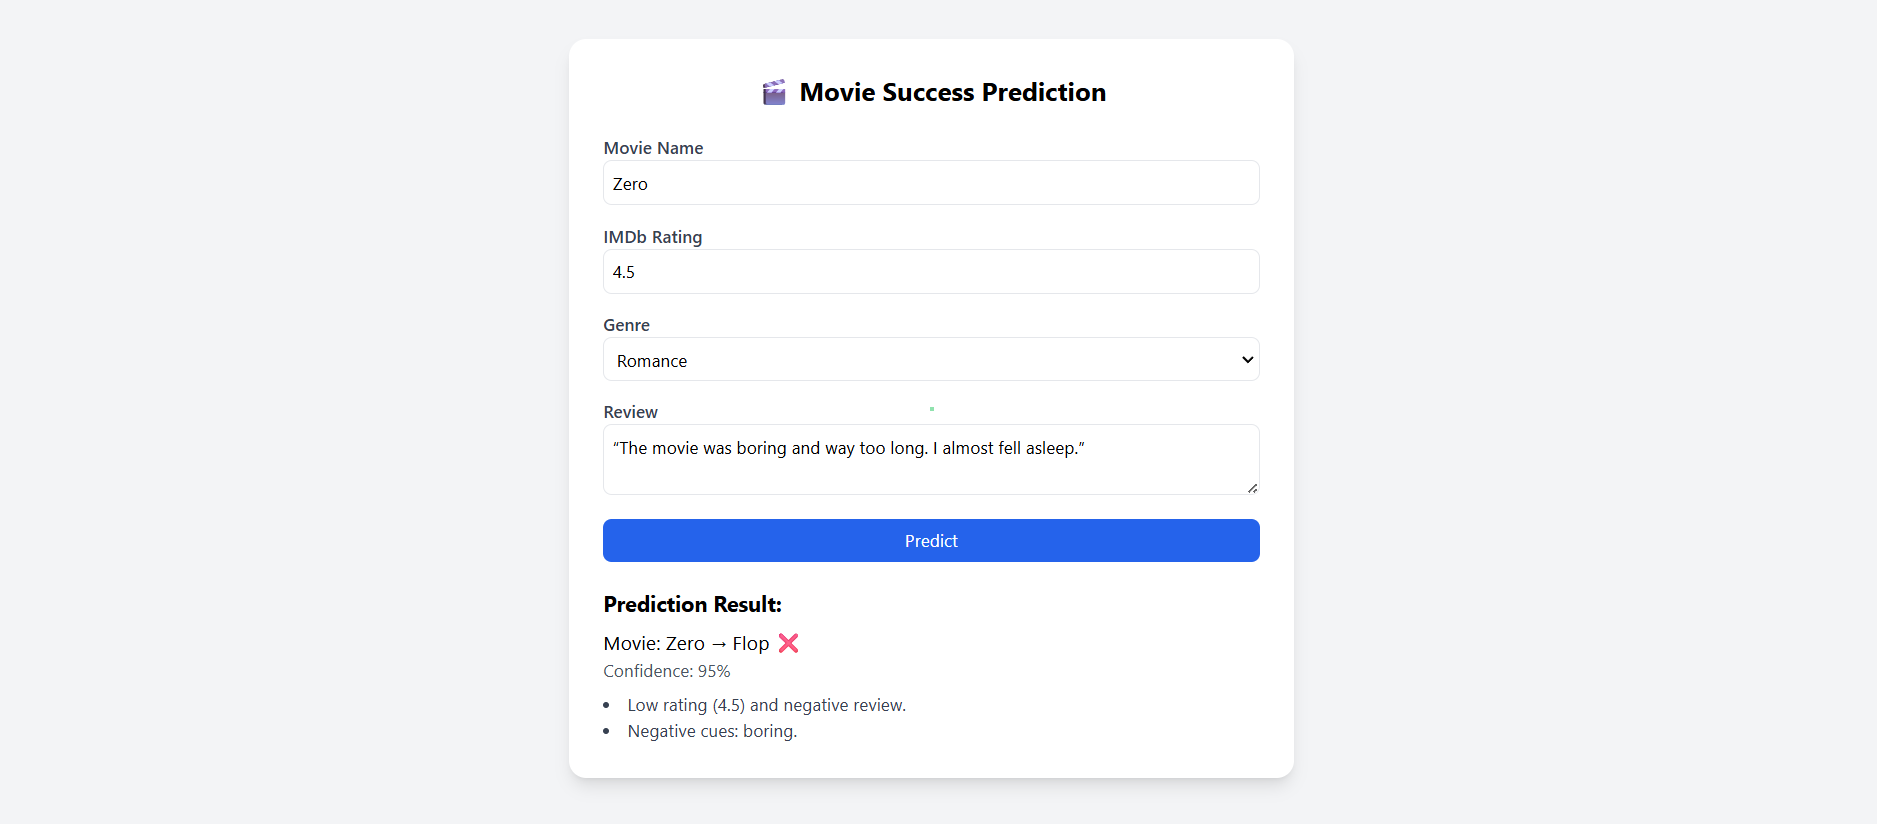 🎬 Movie Success Prediction
Movie Name
Zero
IMDb Rating
4.5
Genre
Romance
Review
“The movie was boring and way too long. I almost fell asleep.”
Predict
Prediction Result:
Movie: Zero → Flop ❌
Confidence: 95%
• Low rating (4.5) and negative review.
• Negative cues: boring.